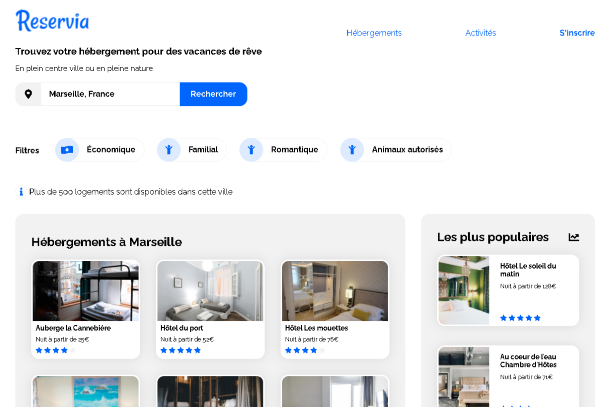 Reservia
Hébergements
Activités
S'inscrire
Trouvez votre hébergement pour des vacances de rêve
En plein centre ville ou en pleine nature
Marseille, France
Rechercher
Filtres
Économique
Familial
Romantique
Animaux autorisés
Plus de 500 logements sont disponibles dans cette ville
Hébergements à Marseille
Auberge la Cannebière
Nuit à partir de 25€
Hôtel du port
Nuit à partir de 52€
Hôtel Les mouettes
Nuit à partir de 76€
Les plus populaires
Hôtel Le soleil du
matin
Nuit à partir de 128€
Au coeur de l'eau
Chambre d'Hôtes
Nuit à partir de 71€